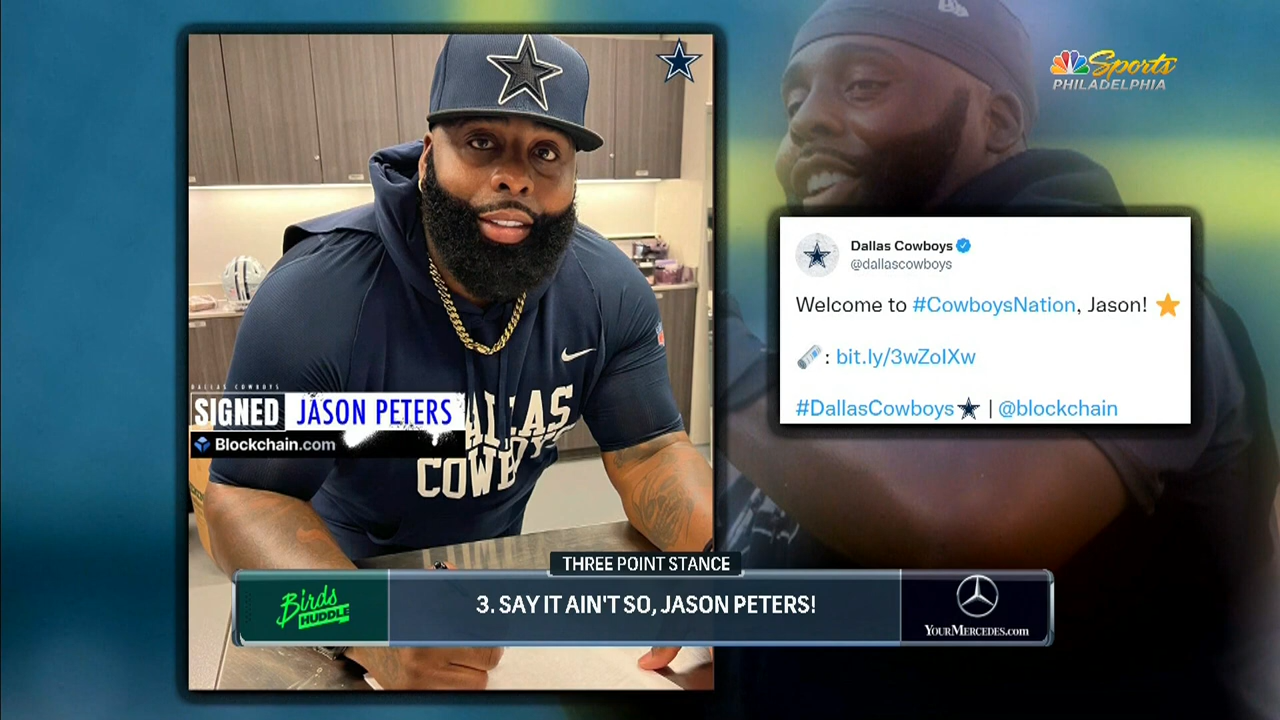 Sports
PHILADELPHIA
Dallas Cowboys
@dallascowboys
Welcome to #CowboysNation, Jason!
: bit.ly/3wZoIXw
#DallasCowboys | @blockchain
DALLAS COWBOYS
SIGNED JASON PETERS
Blockchain.com
DALLAS
COWBOYS
THREE POINT STANCE
Birds
HUDDLE
3. SAY IT AIN'T SO, JASON PETERS!
YOURMERCEDES.com